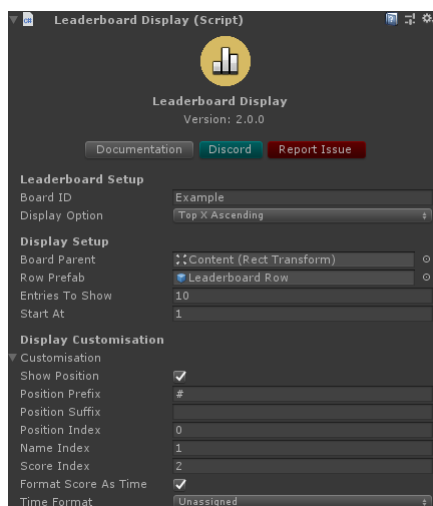 Leaderboard Display (Script)
Leaderboard Display
Version: 2.0.0
Documentation Discord Report Issue
Leaderboard Setup
Board ID Example
Display Option Top X Ascending
Display Setup
Board Parent Content (Rect Transform)
Row Prefab Leaderboard Row
Entries To Show 10
Start At 1
Display Customisation
Customisation
Show Position
Position Prefix #
Position Suffix
Position Index 0
Name Index 1
Score Index 2
Format Score As Time
Time Format Unassigned